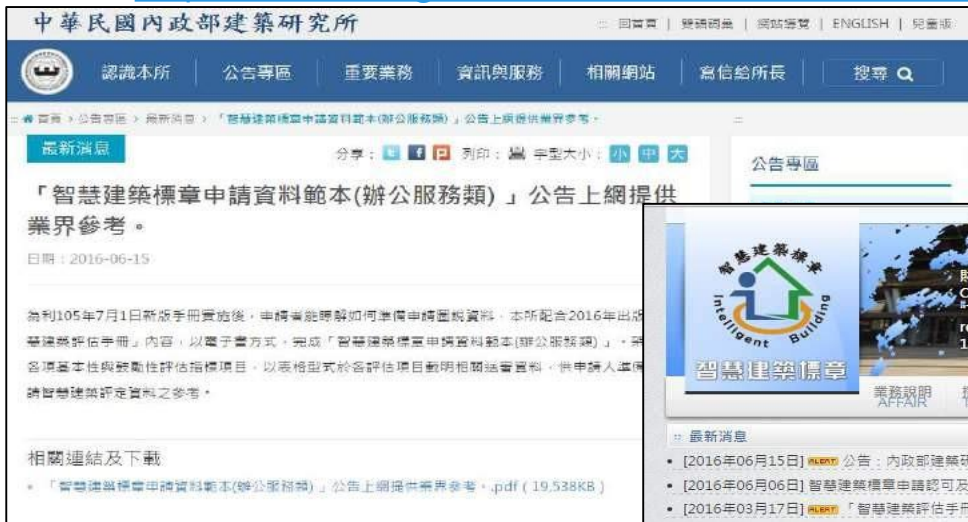 中華民國內政部建築研究所
::: 回首頁 | 雙語詞彙 | 網站導覽 | ENGLISH | 兒童版
認識本所 公告專區 重要業務 資訊與服務 相關網站 寫信給所長 搜尋
::: 首頁 > 公告專區 > 最新消息 > 「智慧建築標章申請資料範本(辦公服務類)」公告上網提供業界參考。
最新消息
分享: 列印: 字型大小: 小 中 大
「智慧建築標章申請資料範本(辦公服務類)」公告上網提供
業界參考。
日期:2016-06-15
為利105年7月1日新版手冊實施後,申請者能瞭解如何準備申請圖說資料,本所配合2016年出版
慧建築評估手冊」內容,以電子書方式,完成「智慧建築標章申請資料範本(辦公服務類)」。
各項基本性與鼓勵性評估指標項目,以表格型式於各評估項目載明相關送審資料,供申請人準備
請智慧建築評定資料之參考。
相關連結及下載
「智慧建築標章申請資料範本(辦公服務類)」公告上網提供業界參考。.pdf ( 19,538KB )
:::
公告專區
智慧建築標章
Intelligent Building
智慧建築標章
業務說明
AFFAIR
:: 最新消息
• [2016年06月15日] ALERT 公告:內政部建築研
• [2016年06月06日] 智慧建築標章申請認可及
• [2016年03月17日] ALERT 「智慧建築評估手冊